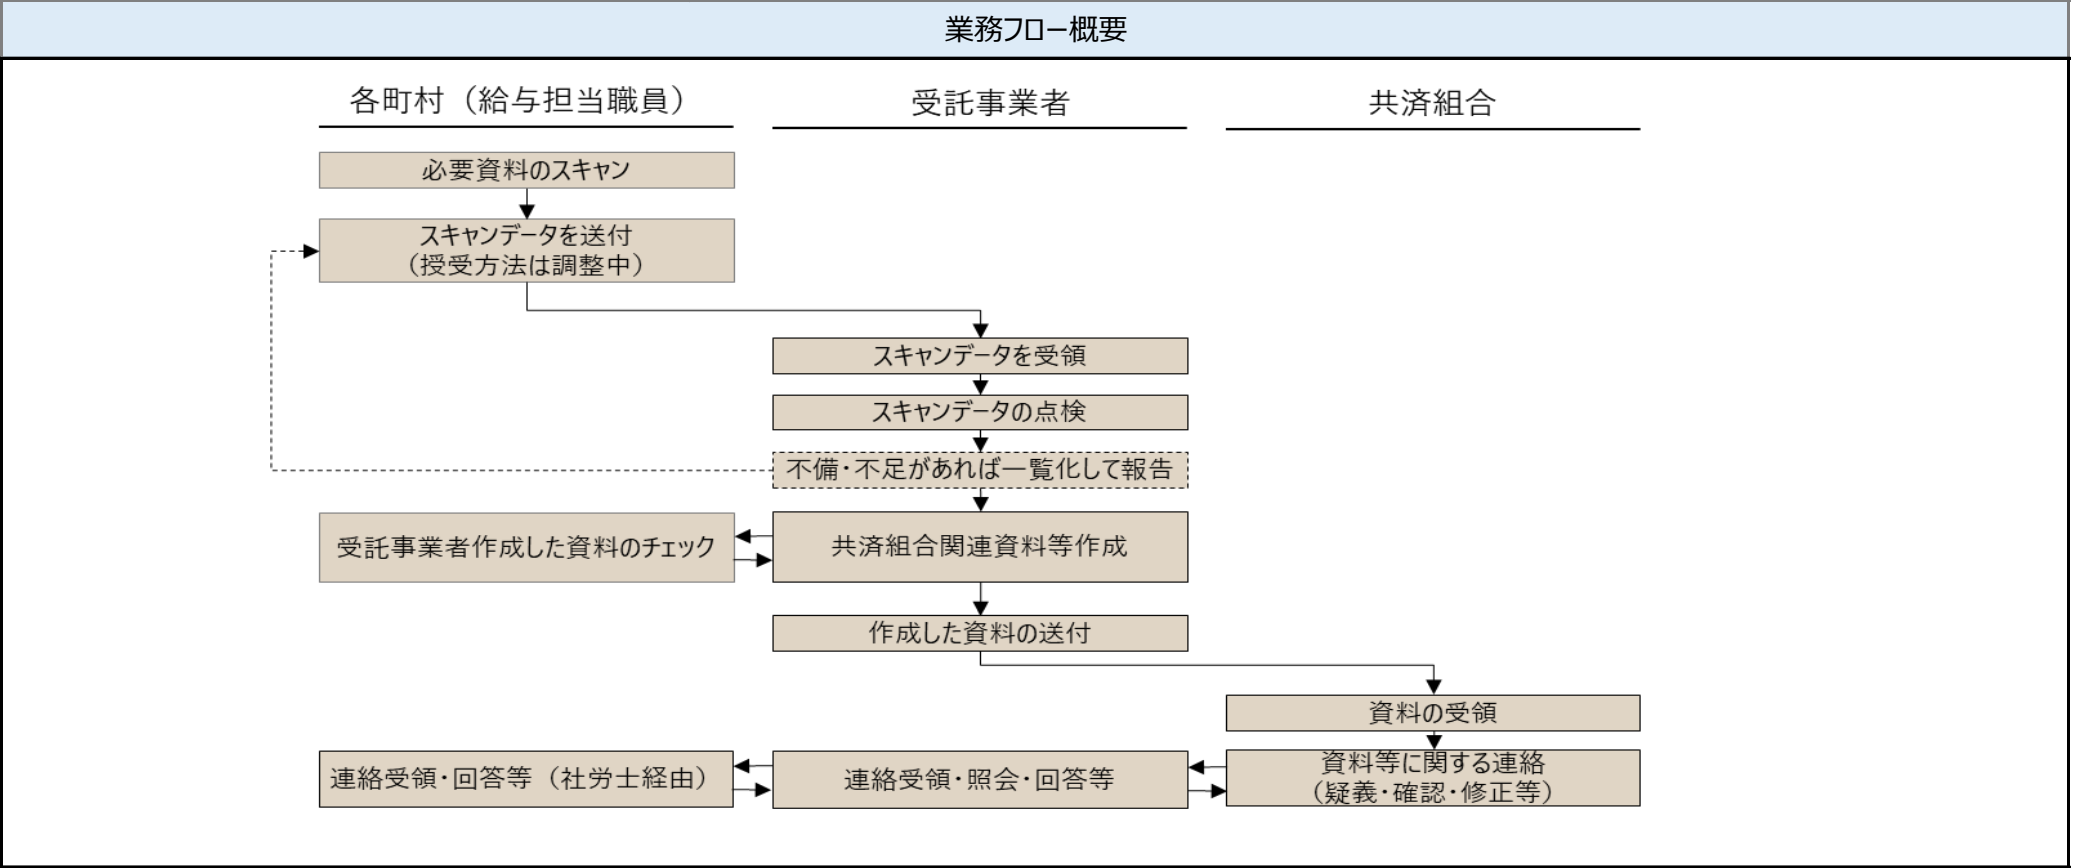 業務フロー概要
各町村（給与担当職員）
受託事業者
共済組合
必要資料のスキャン
スキャンデータを送付
（授受方法は調整中）
スキャンデータを受領
スキャンデータの点検
不備・不足があれば一覧化して報告
受託事業者作成した資料のチェック
共済組合関連資料等作成
作成した資料の送付
資料の受領
連絡受領・回答等（社労士経由）
連絡受領・照会・回答等
資料等に関する連絡
（疑義・確認・修正等）